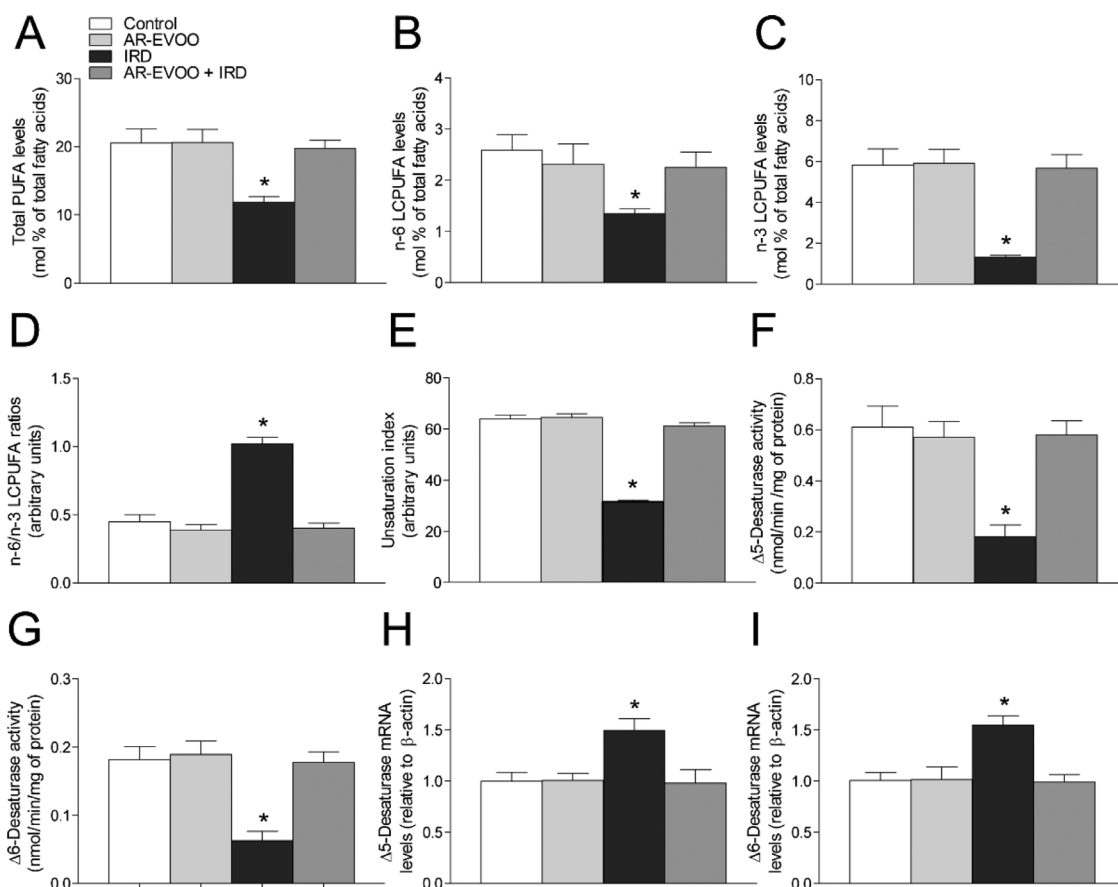 A
Control
AR-EVOO
IRD
AR-EVOO + IRD
Total PUFA levels
(mol % of total fatty acids)
30
20
10
0
*
B
n-6 LCPUFA levels
(mol % of total fatty acids)
4
3
2
1
0
*
C
n-3 LCPUFA levels
(mol % of total fatty acids)
10
8
6
4
2
0
*
D
n-6/n-3 LCPUFA ratios
(arbitrary units)
1.5
1.0
0.5
0.0
*
E
Unsaturation index
(arbitrary units)
80
60
40
20
0
*
F
Δ5-Desaturase activity
(nmol/min /mg of protein)
0.8
0.6
0.4
0.2
0.0
*
G
Δ6-Desaturase activity
(nmol/min/mg of protein)
0.3
0.2
0.1
0.0
*
H
Δ5-Desaturase mRNA
levels (relative to β-actin)
2.0
1.5
1.0
0.5
0.0
*
I
Δ6-Desaturase mRNA
levels (relative to β-actin)
2.0
1.5
1.0
0.5
0.0
*